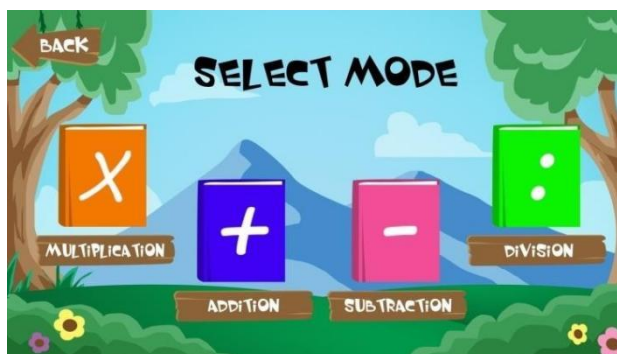 BACK
SELECT MODE
X
+
-
:
MULTIPLICATION
ADDITION
SUBTRACTION
DIVISION